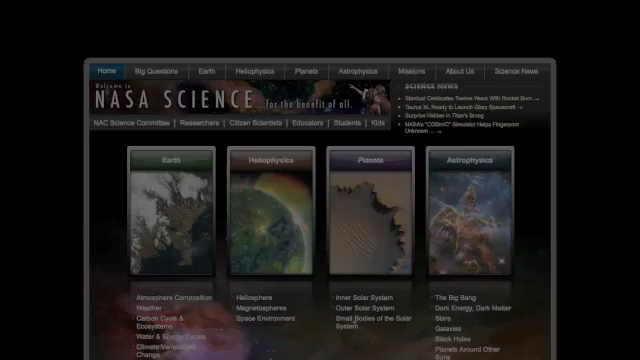 Home Big Questions Earth Heliophysics Planets Astrophysics Missions About Us Science News
Welcome to
NASA SCIENCE ...for the benefit of all.
SCIENCE NEWS
Stardust Celebrates Twelve Years With Rocket Burn
Taurus XL Ready to Launch Glory Spacecraft
Surprise Hidden in Titan's Smog
NASA's "COSmIC" Simulator Helps Fingerprint
Unknown ...
NAC Science Committee | Researchers | Citizen Scientists | Educators | Students | Kids
Earth Heliophysics Planets Astrophysics
Atmosphere Composition
Weather
Carbon Cycle &
Ecosystems
Water & Energy Cycles
Climate Variability &
Change
Heliosphere
Magnetospheres
Space Environment
Inner Solar System
Outer Solar System
Small Bodies of the Solar
System
The Big Bang
Dark Energy, Dark Matter
Stars
Galaxies
Black Holes
Planets Around Other
Suns